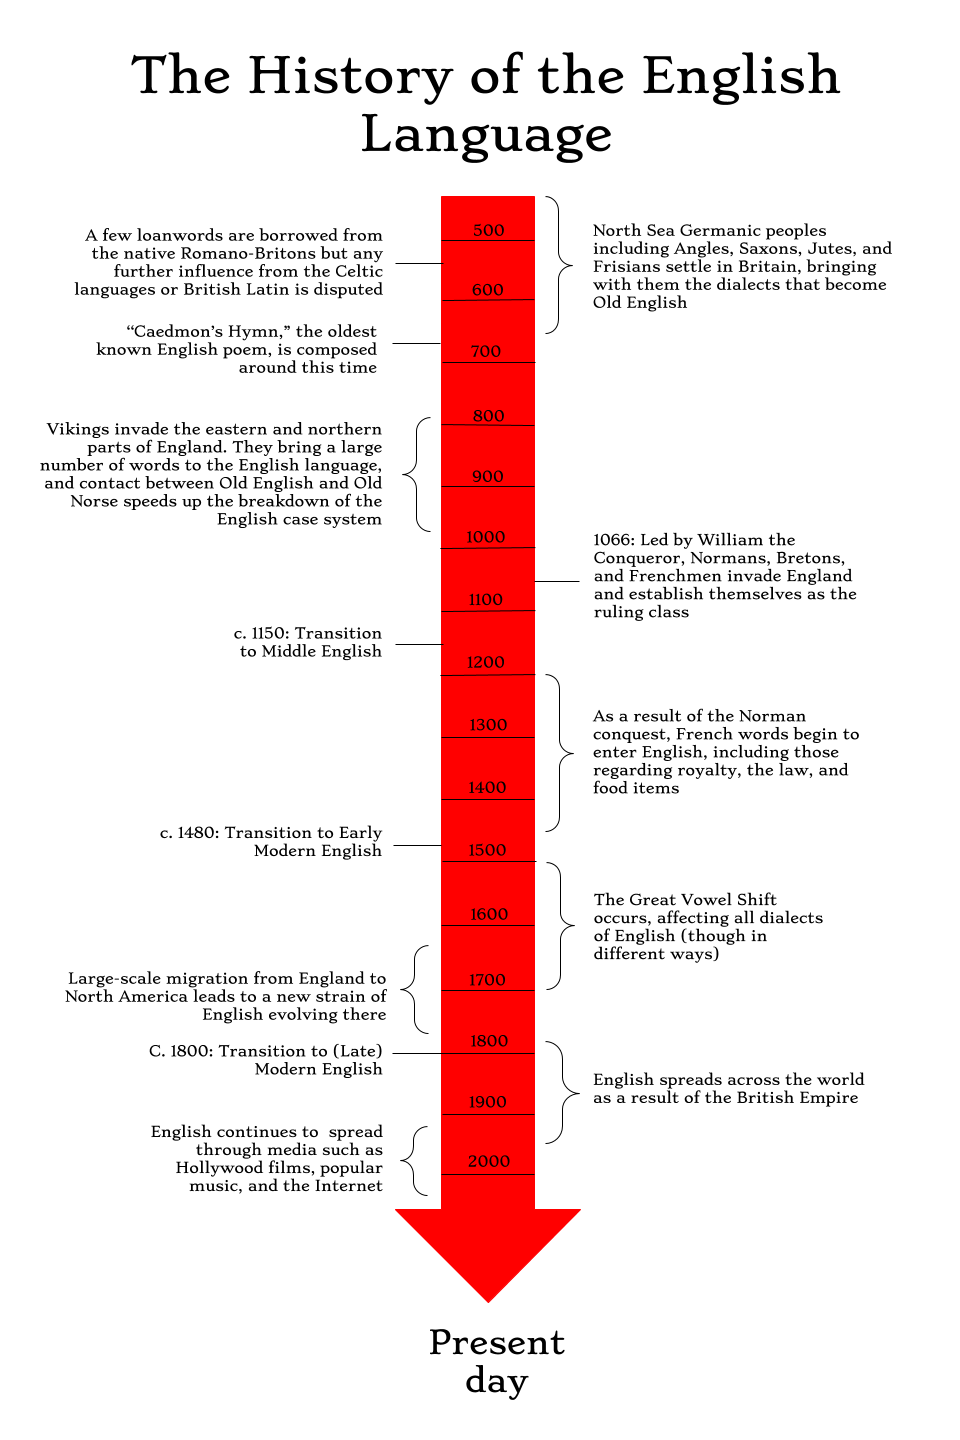 The History of the English
Language
500
A few loanwords are borrowed from
the native Romano-Britons but any
further influence from the Celtic
languages or British Latin is disputed
North Sea Germanic peoples
including Angles, Saxons, Jutes, and
Frisians settle in Britain, bringing
with them the dialects that become
Old English
600
“Caedmon’s Hymn,” the oldest
known English poem, is composed
around this time
700
800
Vikings invade the eastern and northern
parts of England. They bring a large
number of words to the English language,
and contact between Old English and Old
Norse speeds up the breakdown of the
English case system
900
1000
1066: Led by William the
Conqueror, Normans, Bretons,
and Frenchmen invade England
and establish themselves as the
ruling class
1100
c. 1150: Transition
to Middle English
1200
1300
As a result of the Norman
conquest, French words begin to
enter English, including those
regarding royalty, the law, and
food items
1400
c. 1480: Transition to Early
Modern English
1500
1600
The Great Vowel Shift
occurs, affecting all dialects
of English (though in
different ways)
1700
Large-scale migration from England to
North America leads to a new strain of
English evolving there
1800
C. 1800: Transition to (Late)
Modern English
English spreads across the world
as a result of the British Empire
1900
English continues to  spread
through media such as
Hollywood films, popular
music, and the Internet
2000
Present
day